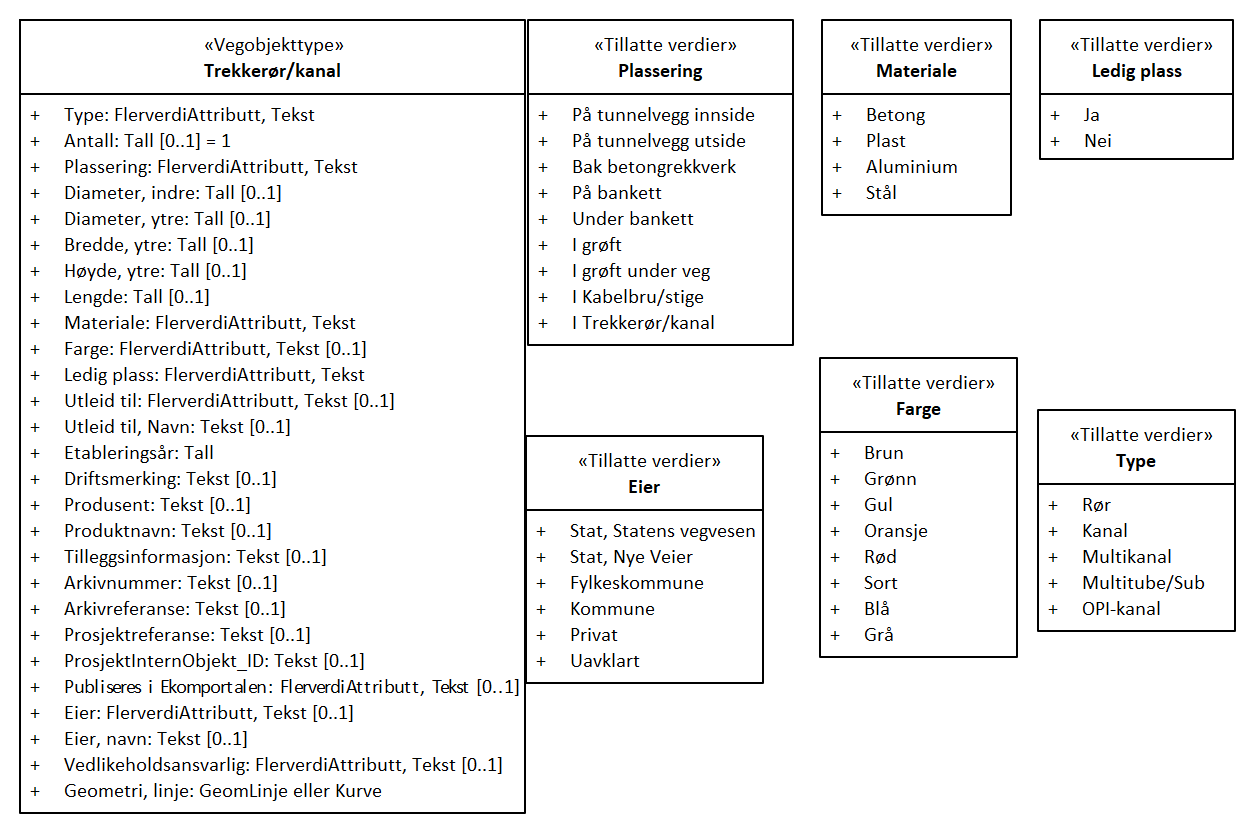 «Vegobjekttype»
Trekkerør/kanal
+ Type: FlerverdiAttributt, Tekst
+ Antall: Tall [0..1] = 1
+ Plassering: FlerverdiAttributt, Tekst
+ Diameter, indre: Tall [0..1]
+ Diameter, ytre: Tall [0..1]
+ Bredde, ytre: Tall [0..1]
+ Høyde, ytre: Tall [0..1]
+ Lengde: Tall [0..1]
+ Materiale: FlerverdiAttributt, Tekst
+ Farge: FlerverdiAttributt, Tekst [0..1]
+ Ledig plass: FlerverdiAttributt, Tekst
+ Utleid til: FlerverdiAttributt, Tekst [0..1]
+ Utleid til, Navn: Tekst [0..1]
+ Etableringsår: Tall
+ Driftsmerking: Tekst [0..1]
+ Produsent: Tekst [0..1]
+ Produktnavn: Tekst [0..1]
+ Tilleggsinformasjon: Tekst [0..1]
+ Arkivnummer: Tekst [0..1]
+ Arkivreferanse: Tekst [0..1]
+ Prosjektreferanse: Tekst [0..1]
+ ProsjektInternObjekt_ID: Tekst [0..1]
+ Publiseres i Ekomportalen: FlerverdiAttributt, Tekst [0..1]
+ Eier: FlerverdiAttributt, Tekst [0..1]
+ Eier, navn: Tekst [0..1]
+ Vedlikeholdsansvarlig: FlerverdiAttributt, Tekst [0..1]
+ Geometri, linje: GeomLinje eller Kurve
«Tillatte verdier»
Plassering
+ På tunnelvegg innside
+ På tunnelvegg utside
+ Bak betongrekkverk
+ På bankett
+ Under bankett
+ I grøft
+ I grøft under veg
+ I Kabelbru/stige
+ I Trekkerør/kanal
«Tillatte verdier»
Materiale
+ Betong
+ Plast
+ Aluminium
+ Stål
«Tillatte verdier»
Ledig plass
+ Ja
+ Nei
«Tillatte verdier»
Eier
+ Stat, Statens vegvesen
+ Stat, Nye Veier
+ Fylkeskommune
+ Kommune
+ Privat
+ Uavklart
«Tillatte verdier»
Farge
+ Brun
+ Grønn
+ Gul
+ Oransje
+ Rød
+ Sort
+ Blå
+ Grå
«Tillatte verdier»
Type
+ Rør
+ Kanal
+ Multikanal
+ Multitube/Sub
+ OPI-kanal